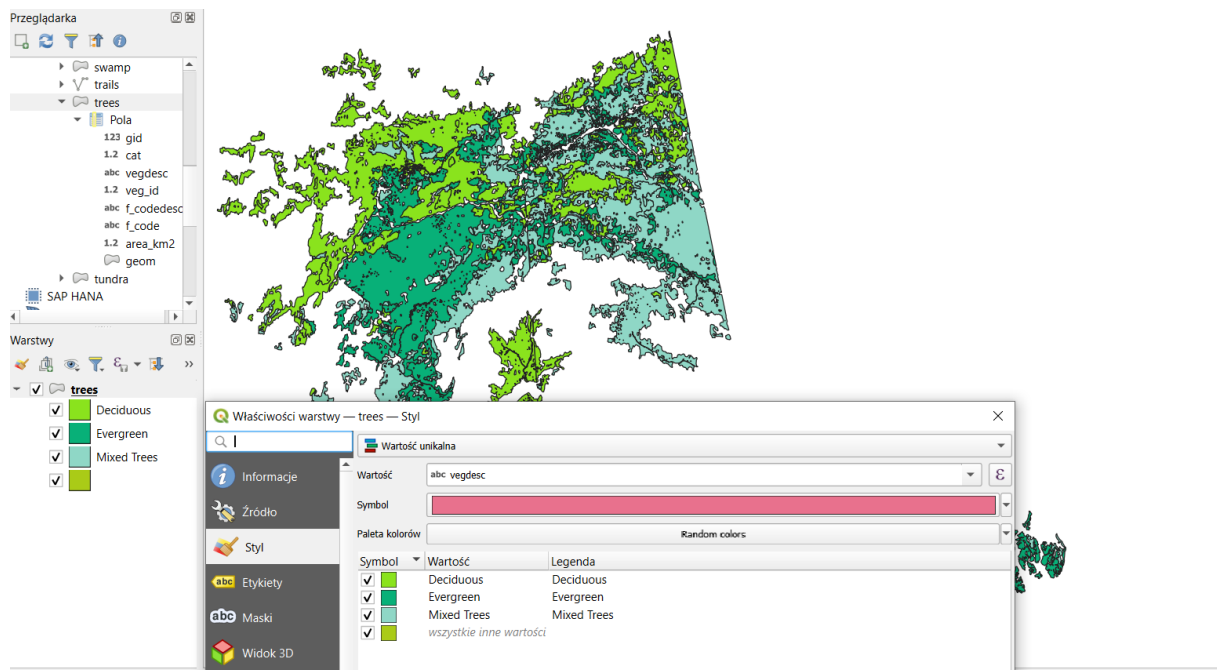 Przeglądarka
swamp
trails
trees
Pola
123 gid
1.2 cat
abc vegdesc
1.2 veg_id
abc f_codedesc
abc f_code
1.2 area_km2
geom
tundra
SAP HANA
Warstwy
trees
Deciduous
Evergreen
Mixed Trees
Właściwości warstwy — trees — Styl
Informacje
Źródło
Styl
abc Etykiety
abc Maski
Widok 3D
Wartość unikalna
Wartość abc vegdesc ε
Symbol
Paleta kolorów Random colors
Symbol Wartość Legenda
Deciduous Deciduous
Evergreen Evergreen
Mixed Trees Mixed Trees
wszystkie inne wartości